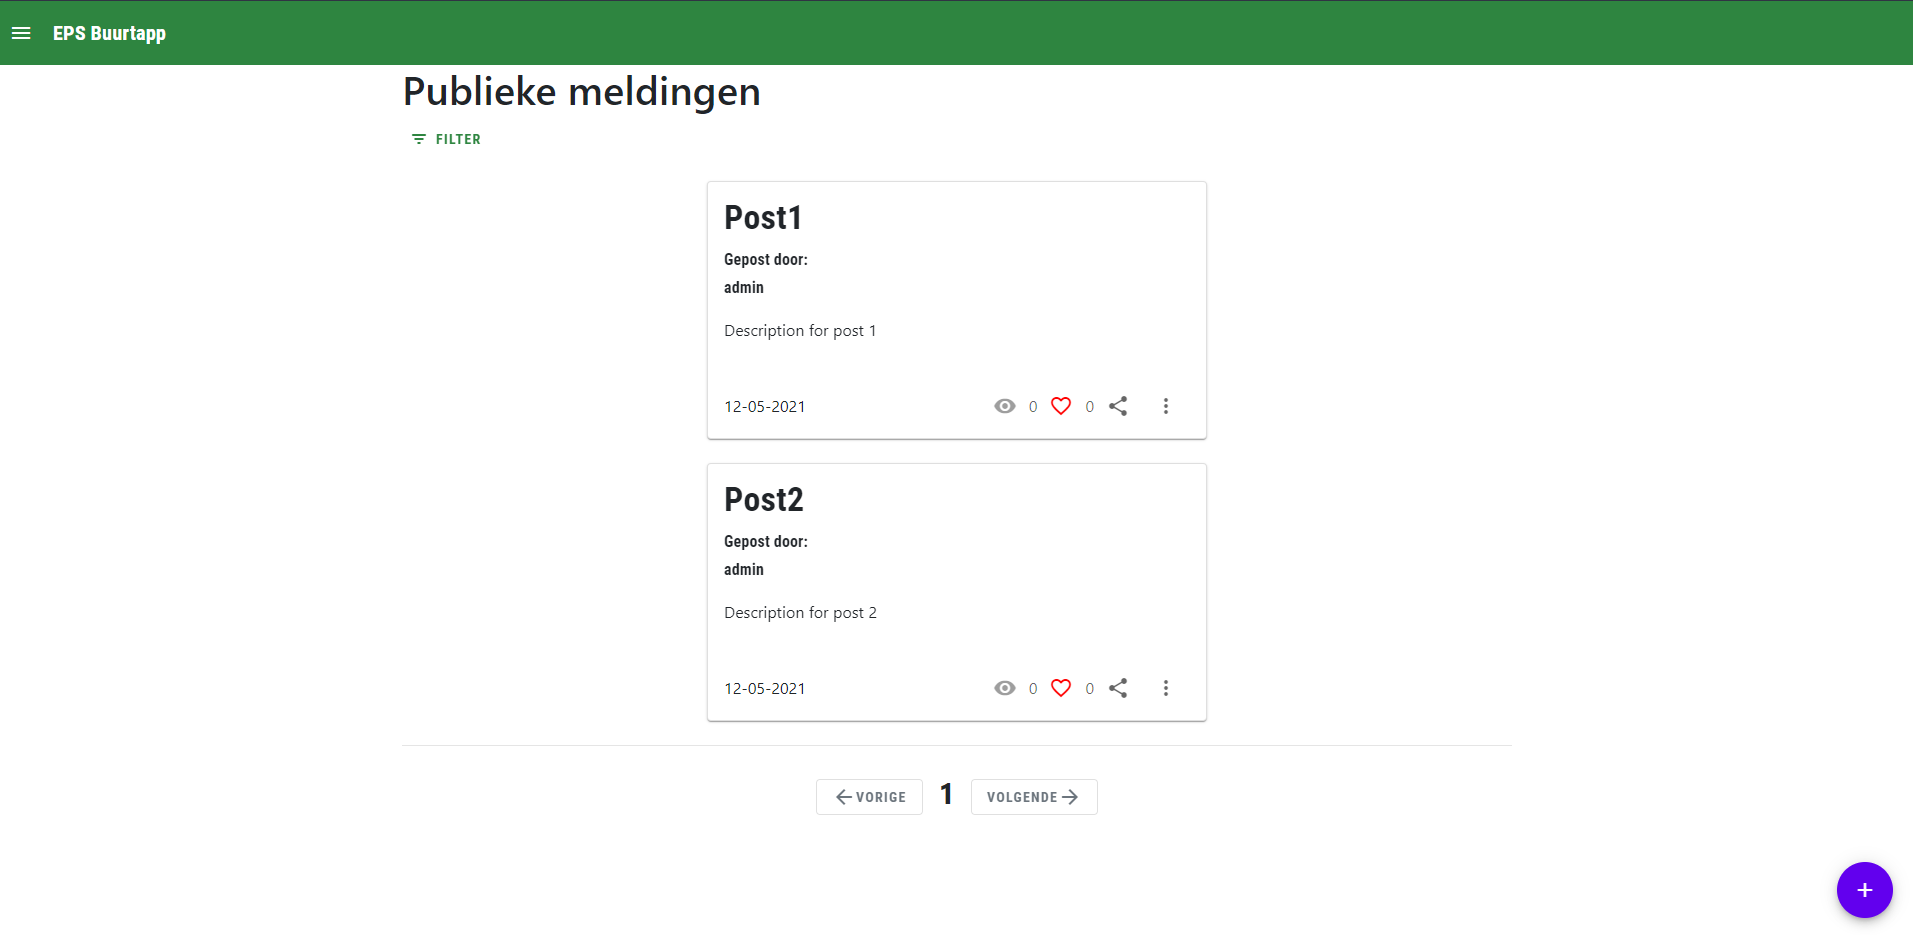 EPS Buurtapp
Publieke meldingen
FILTER
Post1
Gepost door:
admin
Description for post 1
12-05-2021 0 0
Post2
Gepost door:
admin
Description for post 2
12-05-2021 0 0
VORIGE 1 VOLGENDE